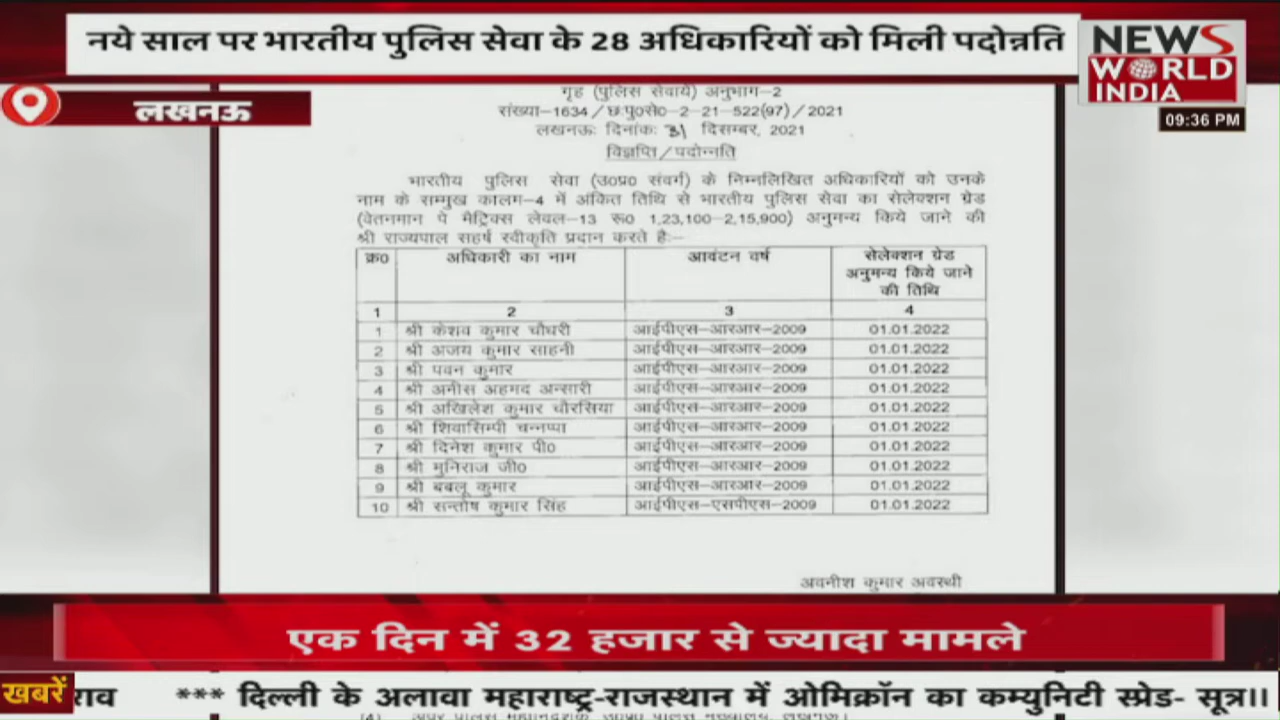 नये साल पर भारतीय पुलिस सेवा के 28 अधिकारियों को मिली पदोन्नति
NEWS
WORLD
INDIA
09:36 PM
लखनऊ
गृह (पुलिस सेवायें) अनुभाग-2
संख्या-1634/छ:पु0से0-2-21-522(97)/2021
लखनऊः दिनांकः 31 दिसम्बर, 2021
विज्ञप्ति/पदोन्नति
भारतीय पुलिस सेवा (उ0प्र0 संवर्ग) के निम्नलिखित अधिकारियों को उनके
नाम के सम्मुख कालम-4 में अंकित तिथि से भारतीय पुलिस सेवा का सेलेक्शन ग्रेड
(वेतनमान पे मैट्रिक्स लेवल-13 रू0 1,23,100-2,15,900) अनुमन्य किये जाने की
श्री राज्यपाल सहर्ष स्वीकृति प्रदान करते हैः-
क्र0 अधिकारी का नाम आवंटन वर्ष सेलेक्शन ग्रेड
अनुमन्य किये जाने
की तिथि
1 2 3 4
1 श्री केशव कुमार चौधरी आईपीएस-आरआर-2009 01.01.2022
2 श्री अजय कुमार साहनी आईपीएस-आरआर-2009 01.01.2022
3 श्री पवन कुमार आईपीएस-आरआर-2009 01.01.2022
4 श्री अनीस अहमद अन्सारी आईपीएस-आरआर-2009 01.01.2022
5 श्री अखिलेश कुमार चौरसिया आईपीएस-आरआर-2009 01.01.2022
6 श्री शिवासिम्पी चन्नप्पा आईपीएस-आरआर-2009 01.01.2022
7 श्री दिनेश कुमार पी0 आईपीएस-आरआर-2009 01.01.2022
8 श्री मुनिराज जी0 आईपीएस-आरआर-2009 01.01.2022
9 श्री बबलू कुमार आईपीएस-आरआर-2009 01.01.2022
10 श्री सन्तोष कुमार सिंह आईपीएस-एसपीएस-2009 01.01.2022
अवनीश कुमार अवस्थी
एक दिन में 32 हजार से ज्यादा मामले
खबरें राव *** दिल्ली के अलावा महाराष्ट्र-राजस्थान में ओमिक्रॉन का कम्युनिटी स्प्रेड- सूत्र।।